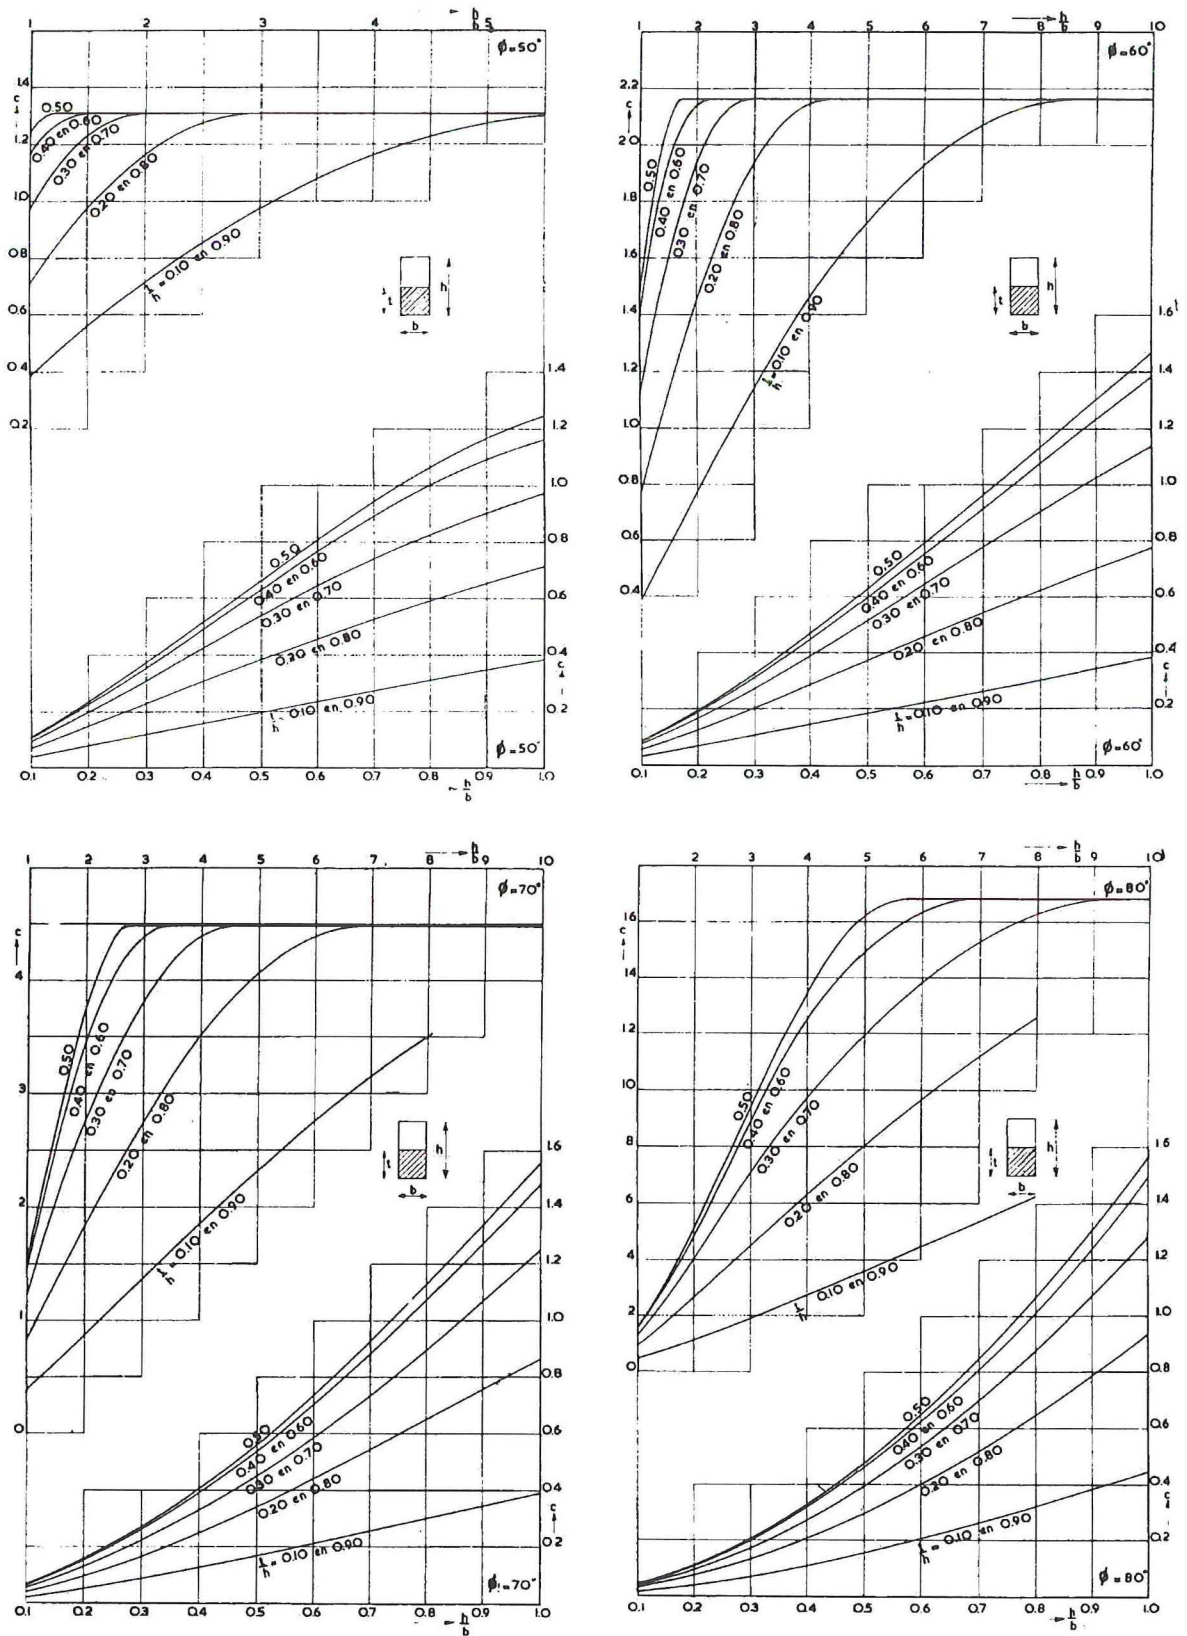 h/b
1 2 3 4 5
ϕ=50°
1.4
c
1.2
1.0
0.8
0.6
0.4
0.2
0.50
0.40 en 0.60
0.30 en 0.70
0.20 en 0.80
t/h = 0.10 en 0.90
t
h
b
1.4
1.2
1.0
0.8
0.6
0.4
c
0.2
0.50
0.40 en 0.60
0.30 en 0.70
0.20 en 0.80
t/h 0.10 en 0.90
ϕ=50°
0.1 0.2 0.3 0.4 0.5 0.6 0.7 0.8 0.9 1.0
h/b
h/b
1 2 3 4 5 6 7 8 9 10
ϕ=60°
2.2
c
2.0
1.8
1.6
1.4
1.2
1.0
0.8
0.6
0.4
0.50
0.40 en 0.60
0.30 en 0.70
0.20 en 0.80
t/h = 0.10 en 0.90
t
h
b
1.6
1.4
1.2
1.0
0.8
0.6
0.4
c
0.2
0.50
0.40 en 0.60
0.30 en 0.70
0.20 en 0.80
t/h = 0.10 en 0.90
ϕ=60°
0.1 0.2 0.3 0.4 0.5 0.6 0.7 0.8 0.9 1.0
h/b
h/b
1 2 3 4 5 6 7 8 9 10
ϕ=70°
c
4
3
2
1
0
0.50
0.40 en 0.60
0.30 en 0.70
0.20 en 0.80
t/h = 0.10 en 0.90
t
h
b
1.6
1.4
1.2
1.0
0.8
0.6
0.4
c
0.2
0.50
0.40 en 0.60
0.30 en 0.70
0.20 en 0.80
t/h = 0.10 en 0.90
ϕ=70°
0.1 0.2 0.3 0.4 0.5 0.6 0.7 0.8 0.9 1.0
h/b
h/b
2 3 4 5 6 7 8 9 10
ϕ=80°
16
c
14
12
10
8
6
4
2
0
0.50
0.40 en 0.60
0.30 en 0.70
0.20 en 0.80
t/h 0.10 en 0.90
t
h
b
1.6
1.4
1.2
1.0
0.8
0.6
0.4
c
0.2
0.50
0.40 en 0.60
0.30 en 0.70
0.20 en 0.80
t/h = 0.10 en 0.90
ϕ=80°
0.1 0.2 0.3 0.4 0.5 0.6 0.7 0.8 0.9 1.0
h/b